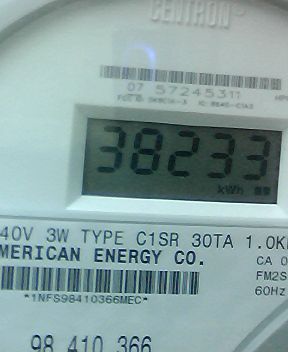 CENTRON®
07 57245311
38233
kWh
40V 3W TYPE C1SR 30TA 1.0K
MERICAN ENERGY CO.
CA 0
FM2S
60Hz
*1NFS98410366MEC*
98 410 366